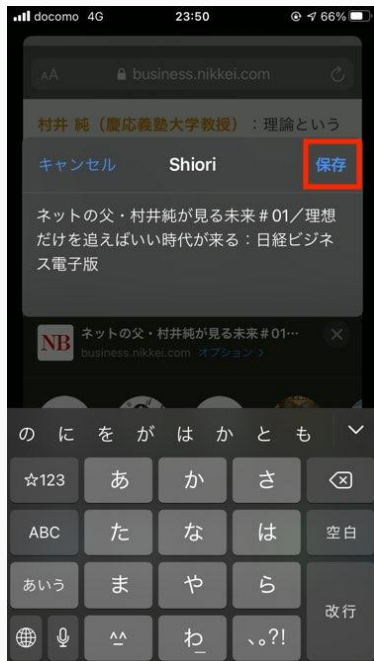 docomo 4G 23:50 66%
AA business.nikkei.com
村井 純（慶応義塾大学教授）：理論という
キャンセル Shiori 保存
ネットの父・村井純が見る未来＃01／理想
だけを追えばいい時代が来る：日経ビジネ
ス電子版
NB ネットの父・村井純が見る未来＃01…
business.nikkei.com オプション >
の に を が は か と も
☆123 あ か さ
ABC た な は 空白
あいう ま や ら
^^ わ_ 、。?! 改行